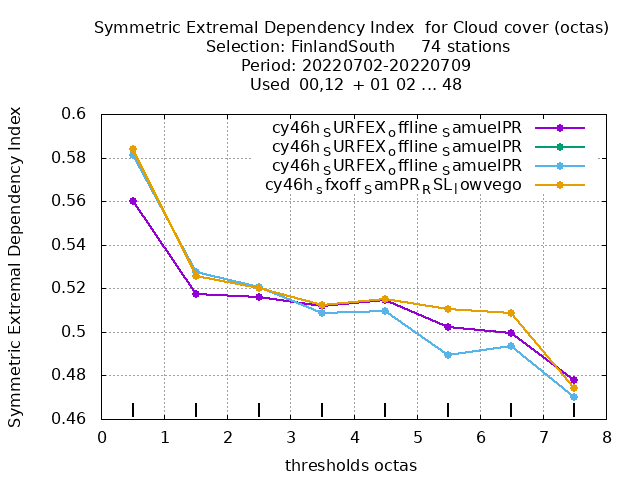 Symmetric Extremal Dependency Index  for Cloud cover (octas)
Selection: FinlandSouth     74 stations
Period: 20220702-20220709
Used  00,12  + 01 02 ... 48
Symmetric Extremal Dependency Index
0.6
0.58
0.56
0.54
0.52
0.5
0.48
0.46
cy46h_SURFEX_offline_SamuelPR
cy46h_SURFEX_offline_SamuelPR
cy46h_SURFEX_offline_SamuelPR
cy46h_sfxoff_SamPR_RSL_lowvego
0 1 2 3 4 5 6 7 8
thresholds octas